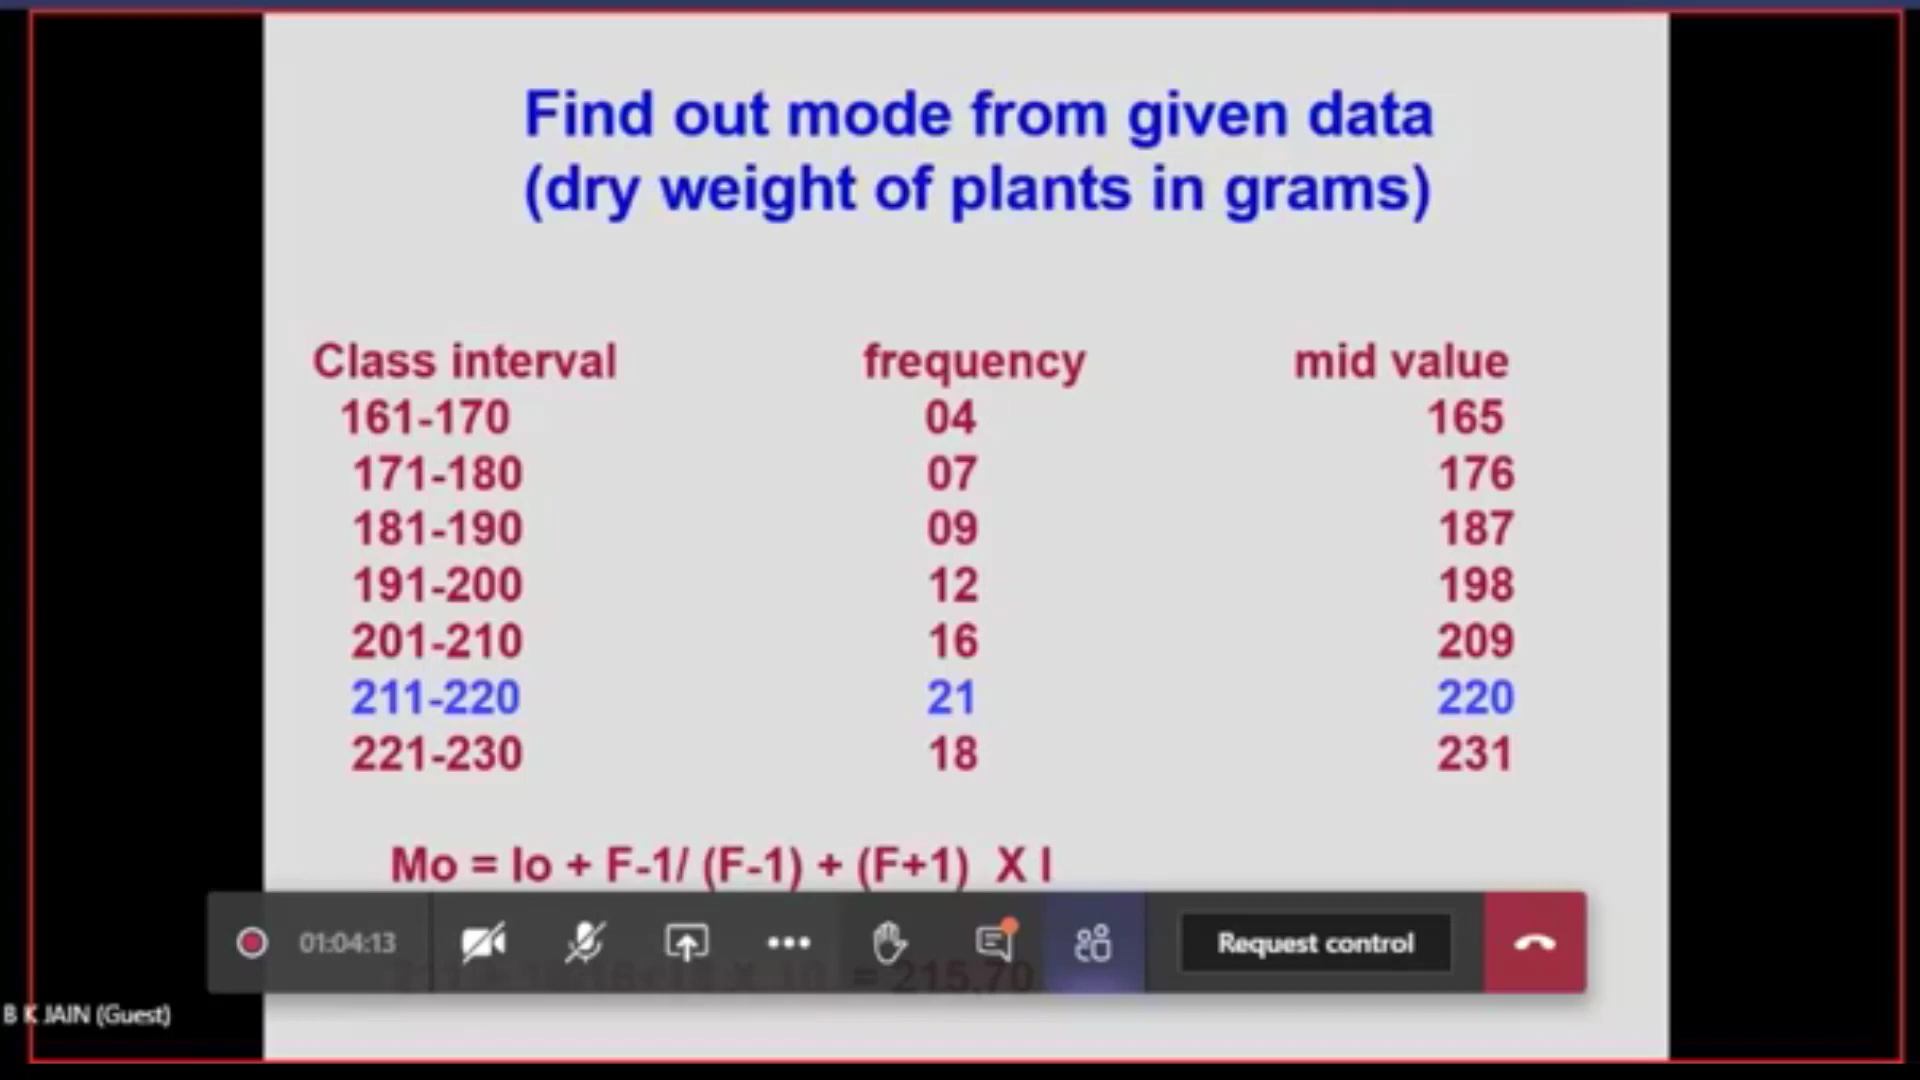 Find out mode from given data
(dry weight of plants in grams)
Class interval frequency mid value
161-170 04 165
171-180 07 176
181-190 09 187
191-200 12 198
201-210 16 209
211-220 21 220
221-230 18 231
Mo = lo + F-1/ (F-1) + (F+1) X I
01:04:13 Request control
= 215.70
B K JAIN (Guest)